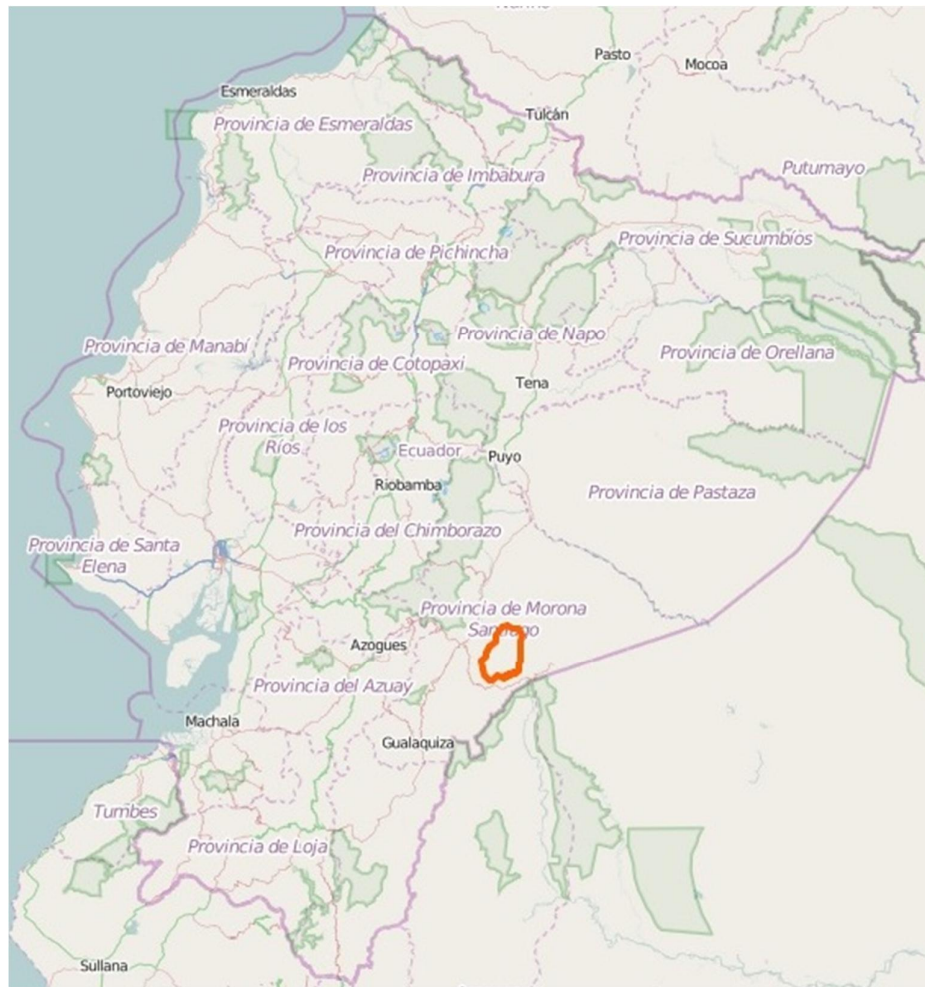 Pasto
Mocoa
Esmeraldas
Provincia de Esmeraldas
Tulcán
Putumayo
Provincia de Imbabura
Provincia de Sucumbíos
Provincia de Pichincha
Provincia de Napo
Provincia de Manabí
Provincia de Orellana
Provincia de Cotopaxi
Tena
Portoviejo
Provincia de los
Ríos
Ecuador
Puyo
Riobamba
Provincia de Pastaza
Provincia del Chimborazo
Provincia de Santa
Elena
Provincia de Morona
Santiago
Azogues
Provincia del Azuay
Machala
Gualaquiza
Tumbes
Provincia de Loja
Sullana